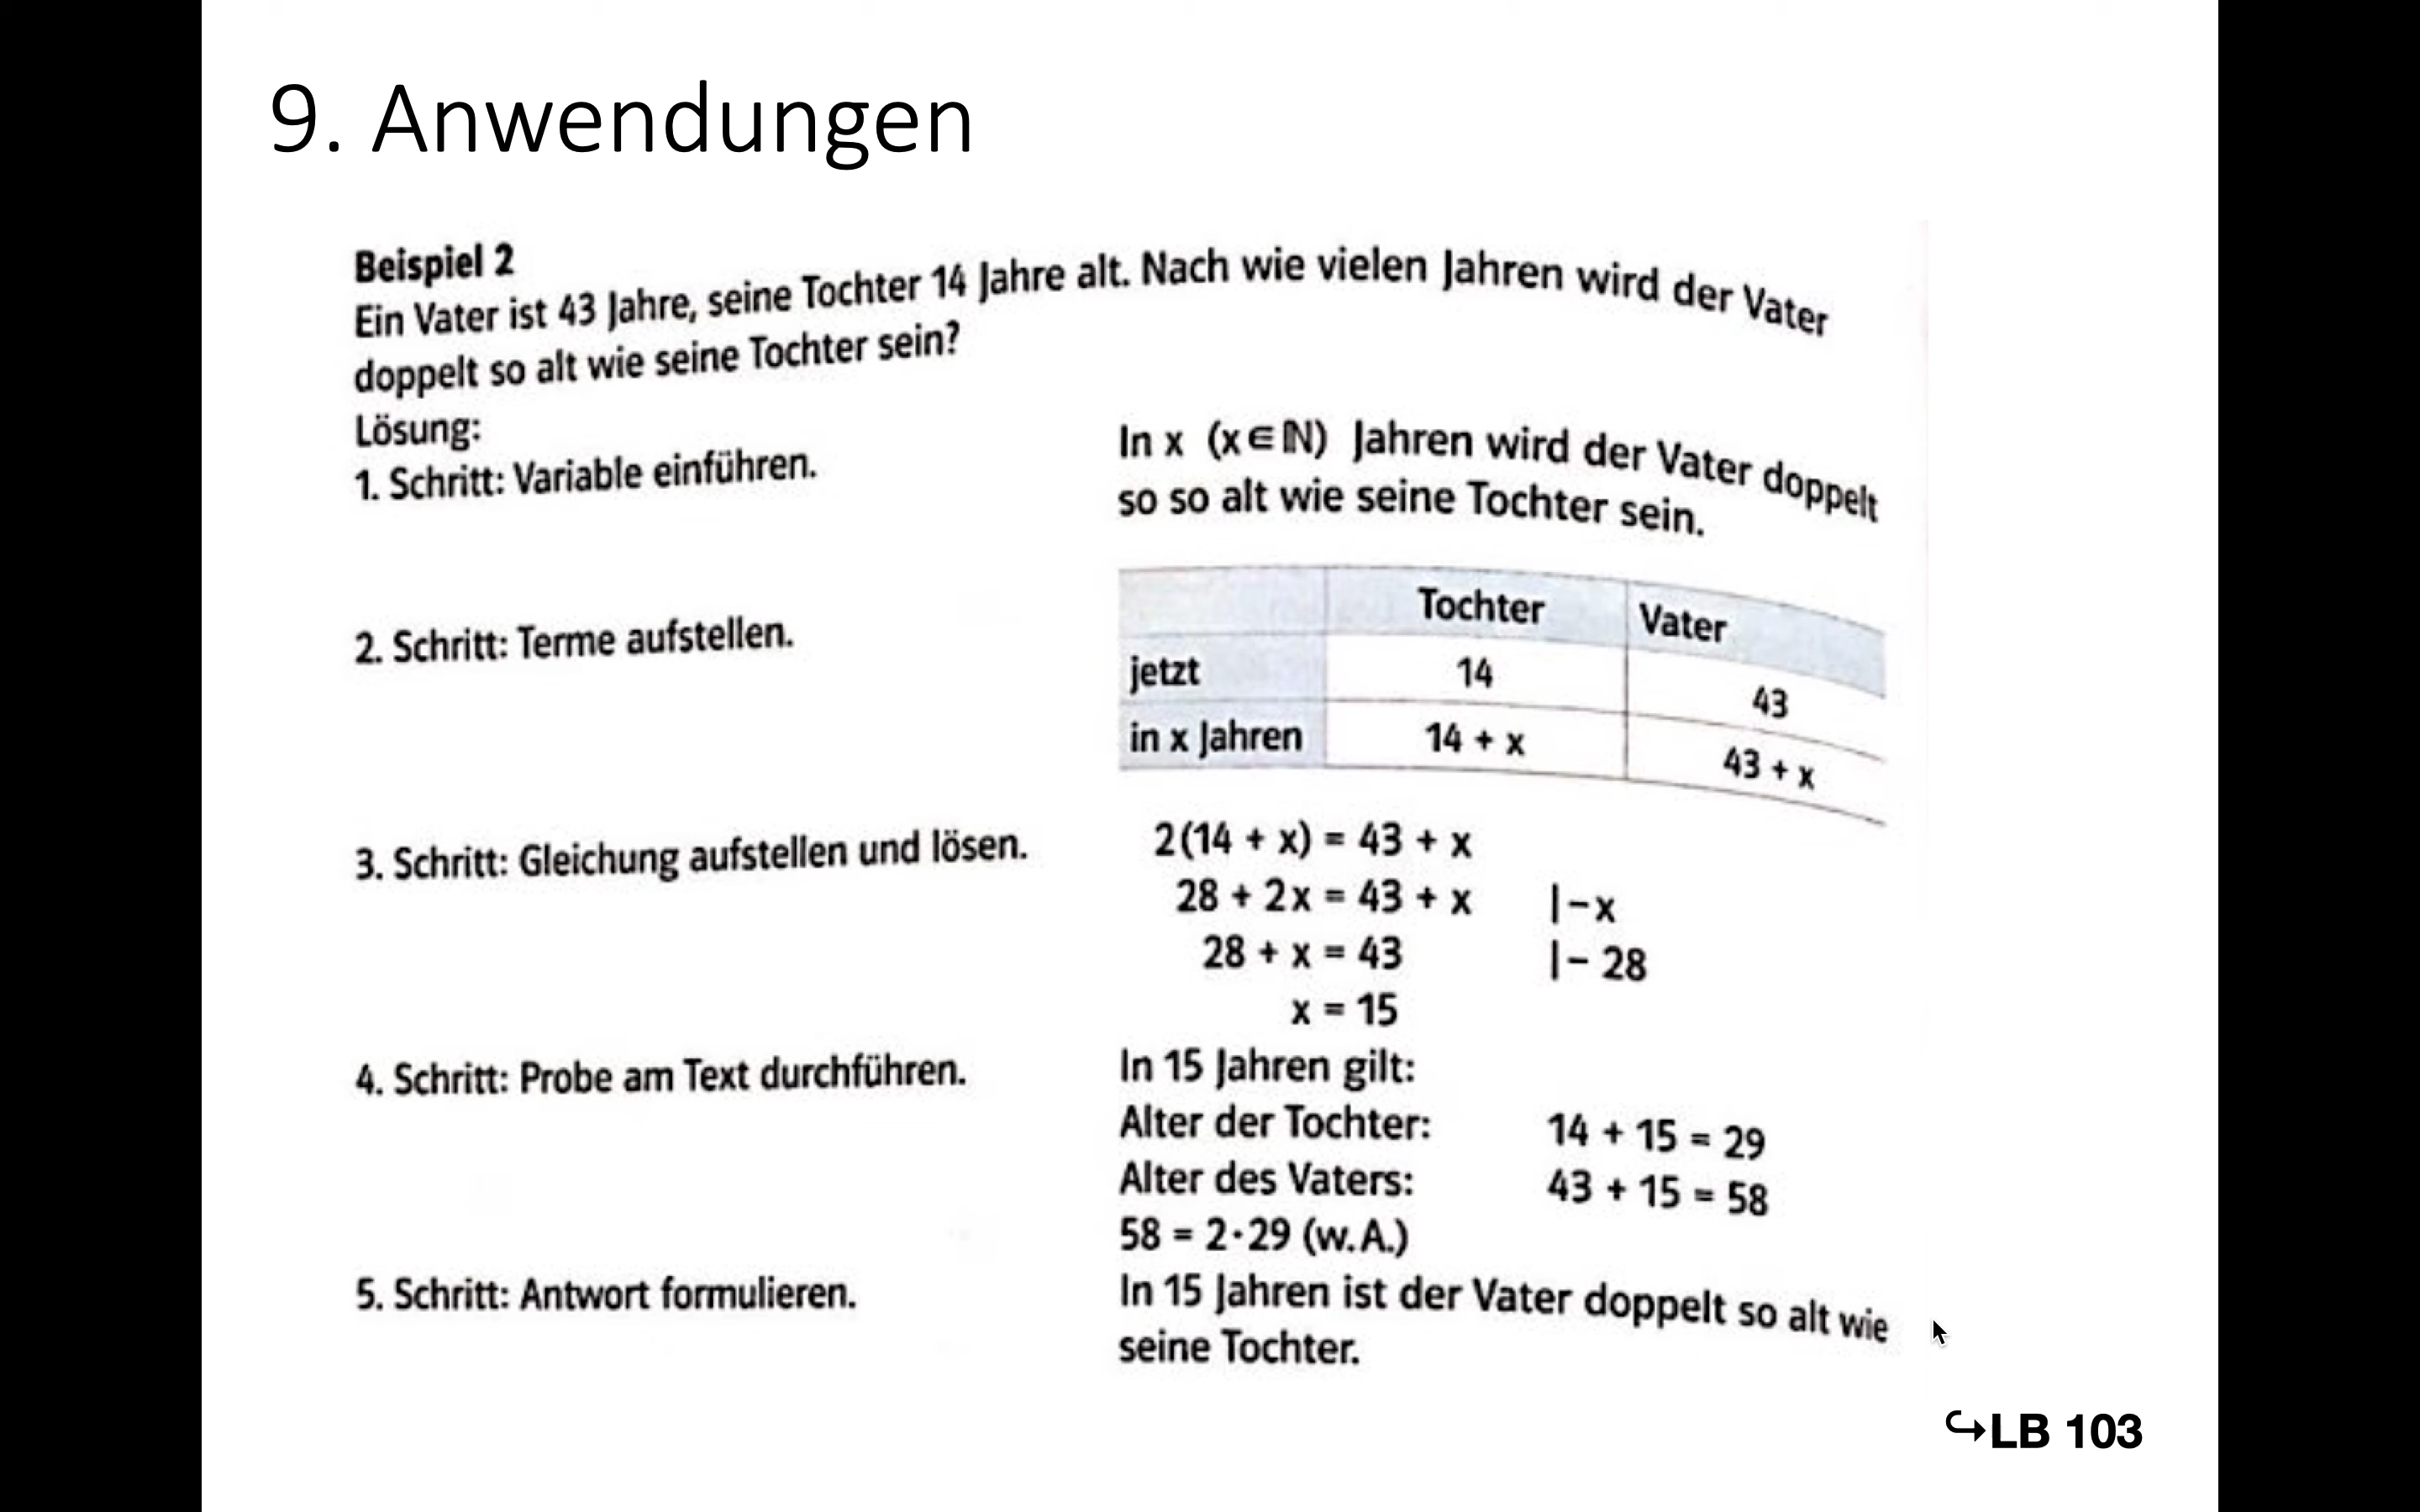 9. Anwendungen
Beispiel 2
Ein Vater ist 43 Jahre, seine Tochter 14 Jahre alt. Nach wie vielen Jahren wird der Vater
doppelt so alt wie seine Tochter sein?
Lösung:
1. Schritt: Variable einführen.
In x (x∈ℕ) Jahren wird der Vater doppelt
so so alt wie seine Tochter sein.
2. Schritt: Terme aufstellen.
Tochter Vater
jetzt 14 43
in x Jahren 14 + x 43 + x
3. Schritt: Gleichung aufstellen und lösen.
2(14 + x) = 43 + x
28 + 2x = 43 + x |−x
28 + x = 43 |− 28
x = 15
4. Schritt: Probe am Text durchführen.
In 15 Jahren gilt:
Alter der Tochter: 14 + 15 = 29
Alter des Vaters: 43 + 15 = 58
58 = 2·29 (w.A.)
5. Schritt: Antwort formulieren.
In 15 Jahren ist der Vater doppelt so alt wie
seine Tochter.
↪LB 103